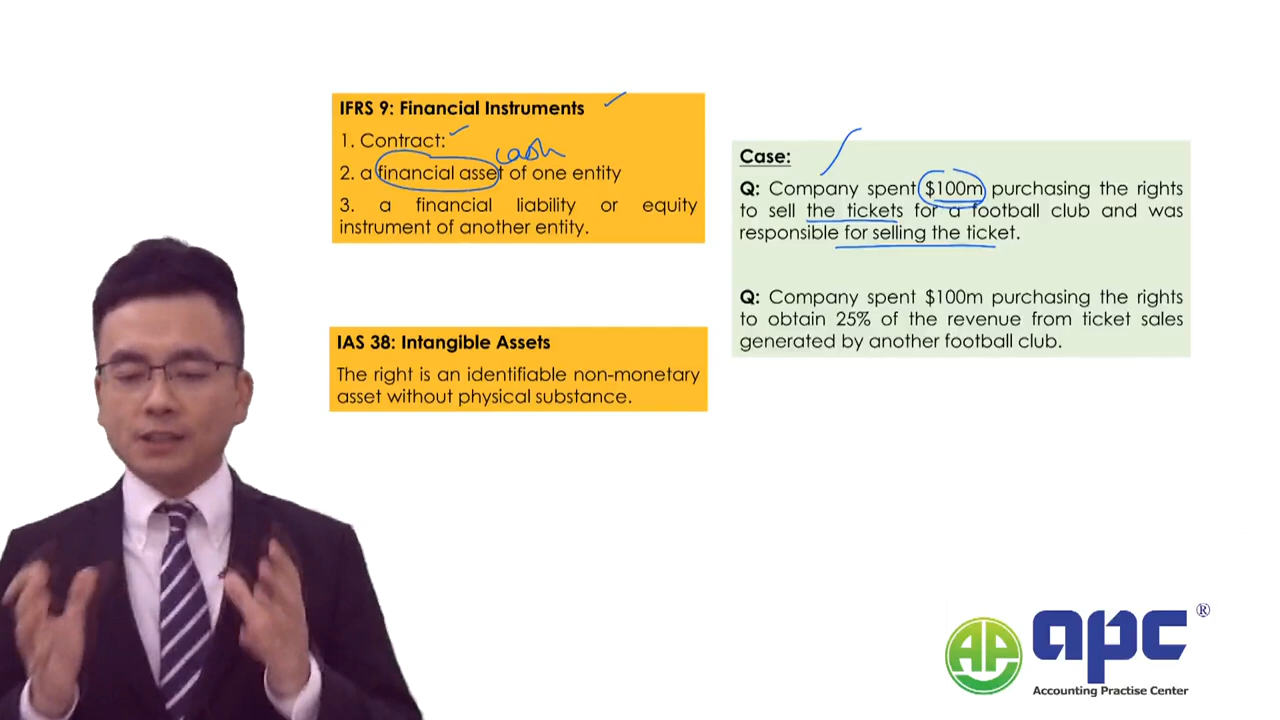 IFRS 9: Financial Instruments
1. Contract:
cash
2. a financial asset of one entity
3. a financial liability or equity
instrument of another entity.
Case:
Q: Company spent $100m purchasing the rights
to sell the tickets for a football club and was
responsible for selling the ticket.
Q: Company spent $100m purchasing the rights
to obtain 25% of the revenue from ticket sales
generated by another football club.
IAS 38: Intangible Assets
The right is an identifiable non-monetary
asset without physical substance.
AP apc ®
Accounting Practise Center